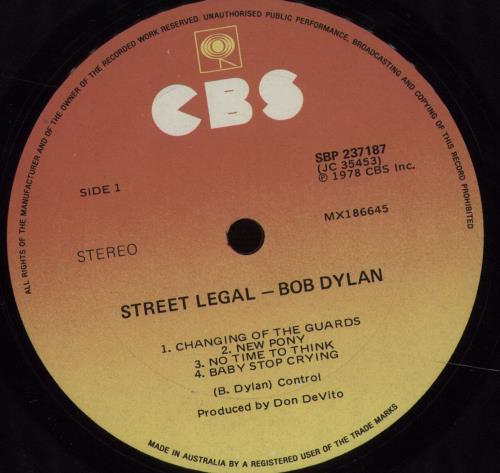 ALL RIGHTS OF THE MANUFACTURER AND OF THE OWNER OF THE RECORDED WORK RESERVED. UNAUTHORISED PUBLIC PERFORMANCE, BROADCASTING AND COPYING OF THIS RECORD PROHIBITED
CBS
SBP 237187
(JC 35453)
SIDE 1
℗ 1978 CBS Inc.
MX186645
STEREO
STREET LEGAL – BOB DYLAN
1. CHANGING OF THE GUARDS
2. NEW PONY
3. NO TIME TO THINK
4. BABY STOP CRYING
(B. Dylan) Control
Produced by Don DeVito
MADE IN AUSTRALIA BY A REGISTERED USER OF THE TRADE MARKS